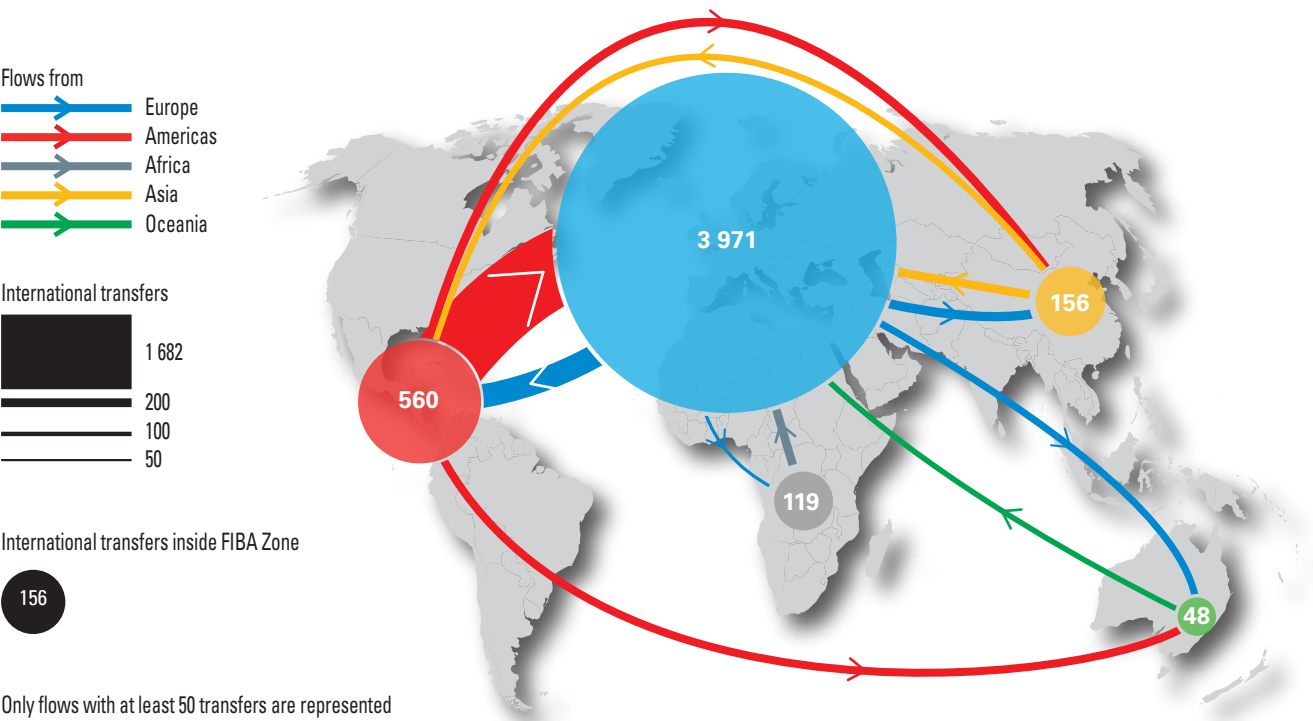 Flows from
Europe
Americas
Africa
Asia
Oceania
International transfers
1 682
200
100
50
International transfers inside FIBA Zone
156
Only flows with at least 50 transfers are represented
3 971
156
560
119
48